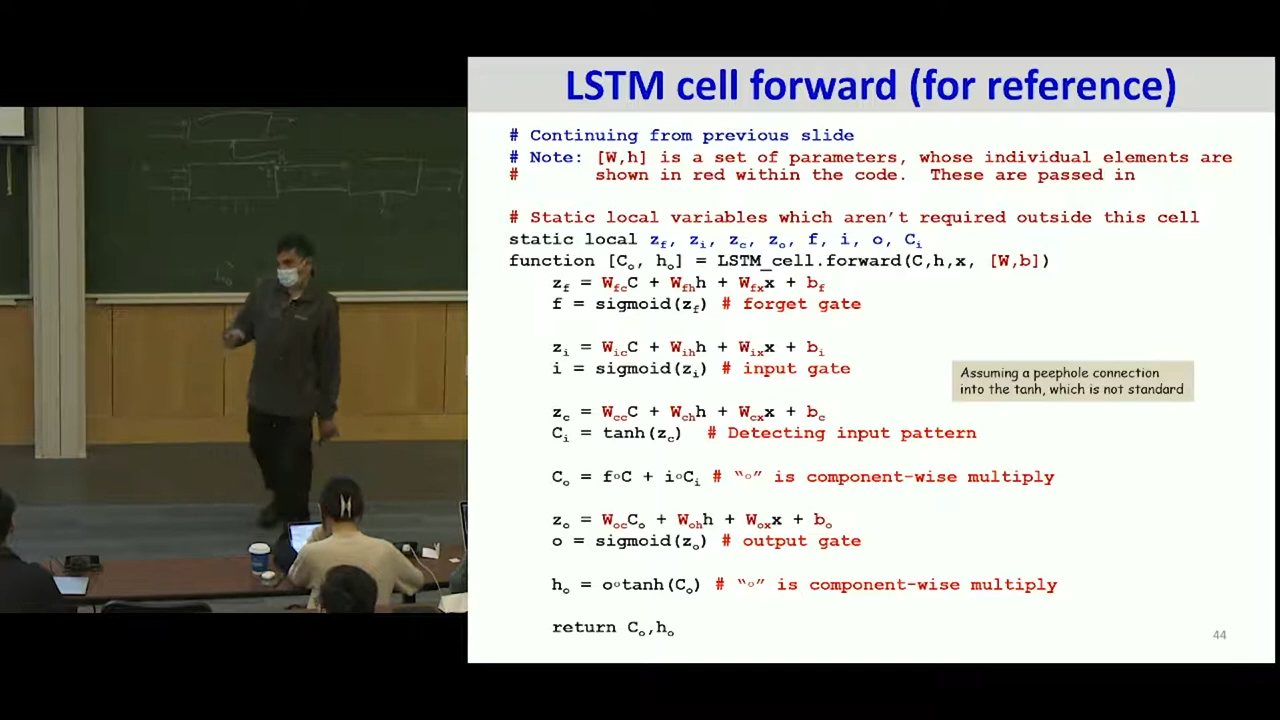 LSTM cell forward (for reference)
# Continuing from previous slide
# Note: [W,h] is a set of parameters, whose individual elements are
# shown in red within the code. These are passed in
# Static local variables which aren't required outside this cell
static local z_f, z_i, z_c, z_o, f, i, o, C_i
function [C_o, h_o] = LSTM_cell.forward(C,h,x, [W,b])
z_f = W_fc C + W_fh h + W_fx x + b_f
f = sigmoid(z_f) # forget gate
z_i = W_ic C + W_ih h + W_ix x + b_i
i = sigmoid(z_i) # input gate
Assuming a peephole connection
into the tanh, which is not standard
z_c = W_cc C + W_ch h + W_cx x + b_c
C_i = tanh(z_c) # Detecting input pattern
C_o = f∘C + i∘C_i # "∘" is component-wise multiply
z_o = W_oc C_o + W_oh h + W_ox x + b_o
o = sigmoid(z_o) # output gate
h_o = o∘tanh(C_o) # "∘" is component-wise multiply
return C_o,h_o
44